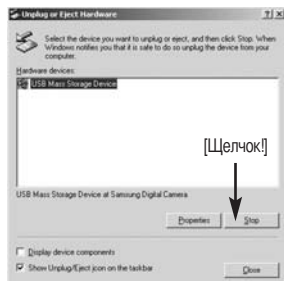 Unplug or Eject Hardware
Select the device you want to unplug or eject, and then click Stop. When
Windows notifies you that it is safe to do so unplug the device from your
computer.
Hardware devices:
USB Mass Storage Device
[Щелчок!]
USB Mass Storage Device at Samsung Digital Camera
Properties
Stop
Display device components
Show Unplug/Eject icon on the taskbar
Close